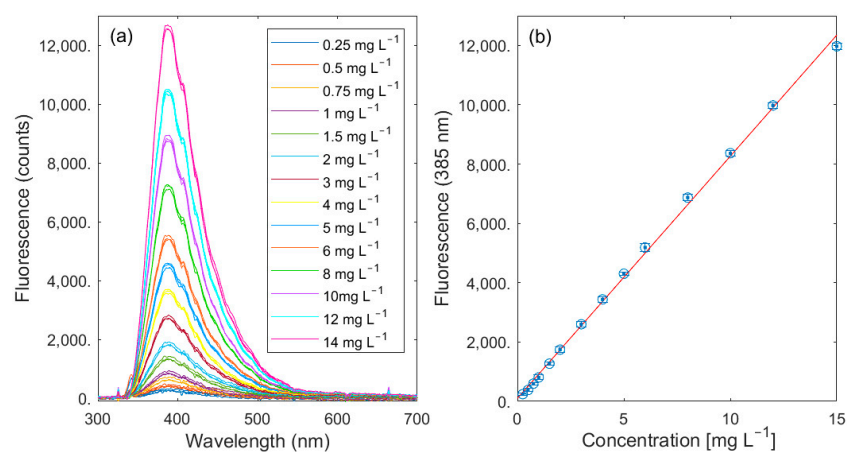 (a)
Fluorescence (counts)
12,000.
10,000.
8,000.
6,000.
4,000.
2,000.
0.
300
400
500
600
700
Wavelength (nm)
0.25 mg L⁻¹
0.5 mg L⁻¹
0.75 mg L⁻¹
1 mg L⁻¹
1.5 mg L⁻¹
2 mg L⁻¹
3 mg L⁻¹
4 mg L⁻¹
5 mg L⁻¹
6 mg L⁻¹
8 mg L⁻¹
10mg L⁻¹
12 mg L⁻¹
14 mg L⁻¹
(b)
Fluorescence (385 nm)
12,000.
10,000.
8,000.
6,000.
4,000.
2,000.
0.
0
5
10
15
Concentration [mg L⁻¹]